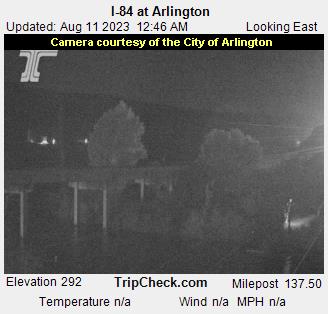 I-84 at Arlington
Updated: Aug 11 2023 12:46 AM Looking East
Camera courtesy of the City of Arlington
Elevation 292 TripCheck.com Milepost 137.50
Temperature n/a Wind n/a MPH n/a